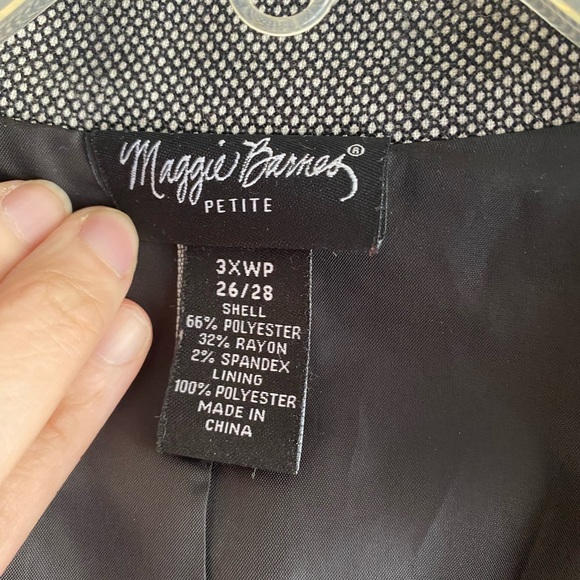 Maggie Barnes®
PETITE
3XWP
26/28
SHELL
66% POLYESTER
32% RAYON
2% SPANDEX
LINING
100% POLYESTER
MADE IN
CHINA